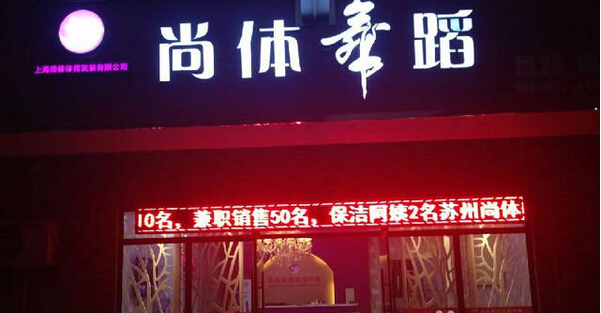 尚体舞蹈
上海尚体体育发展有限公司
10名，兼职销售50名，保洁阿姨2名苏州尚体